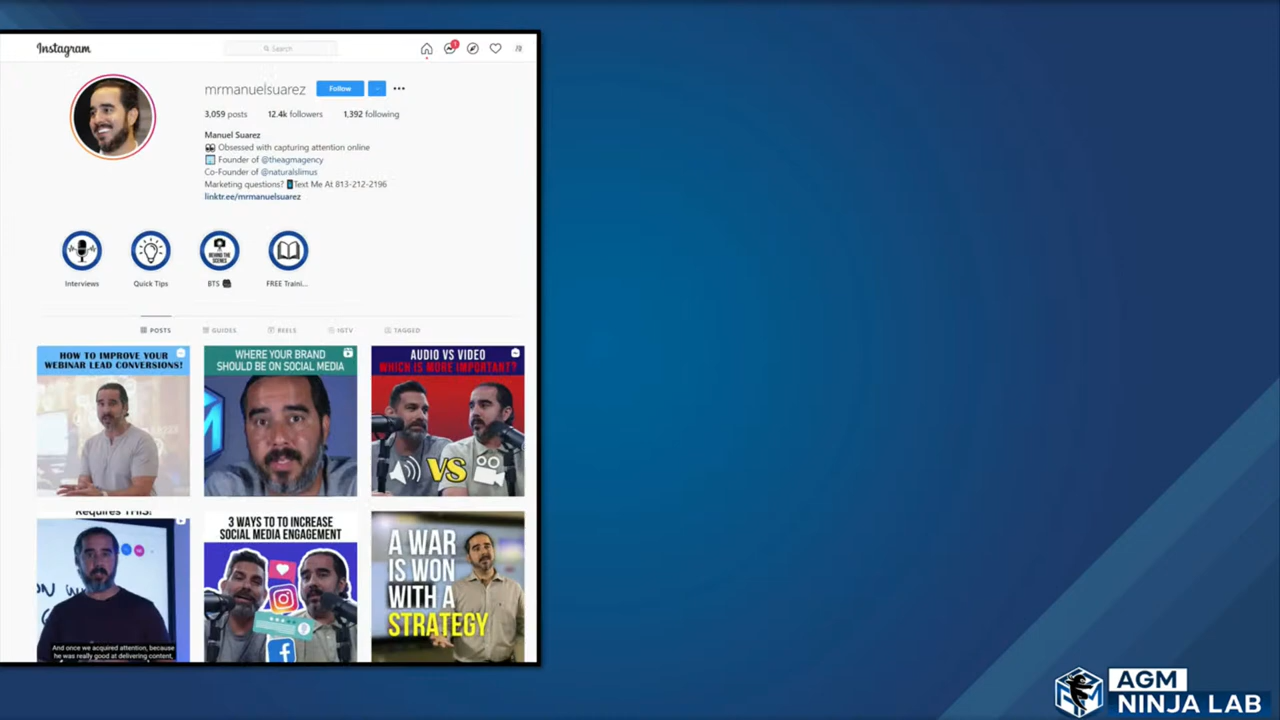 Instagram
Search
1
mrmanuelsuarez
Follow
3,059 posts 12.4k followers 1,392 following
Manuel Suarez
Obsessed with capturing attention online
Founder of @theagmagency
Co-Founder of @naturalslimus
Marketing questions? Text Me At 813-212-2196
linktr.ee/mrmanuelsuarez
BEHIND THE
SCENES
Interviews Quick Tips BTS FREE Traini...
POSTS GUIDES REELS IGTV TAGGED
HOW TO IMPROVE YOUR
WEBINAR LEAD CONVERSIONS!
WHERE YOUR BRAND
SHOULD BE ON SOCIAL MEDIA
AUDIO VS VIDEO
WHICH IS MORE IMPORTANT?
VS
Requires THIS!
And once we acquired attention, because
he was really good at delivering content,
3 WAYS TO TO INCREASE
SOCIAL MEDIA ENGAGEMENT
A WAR
IS WON
WITH A
STRATEGY
AGM
NINJA LAB